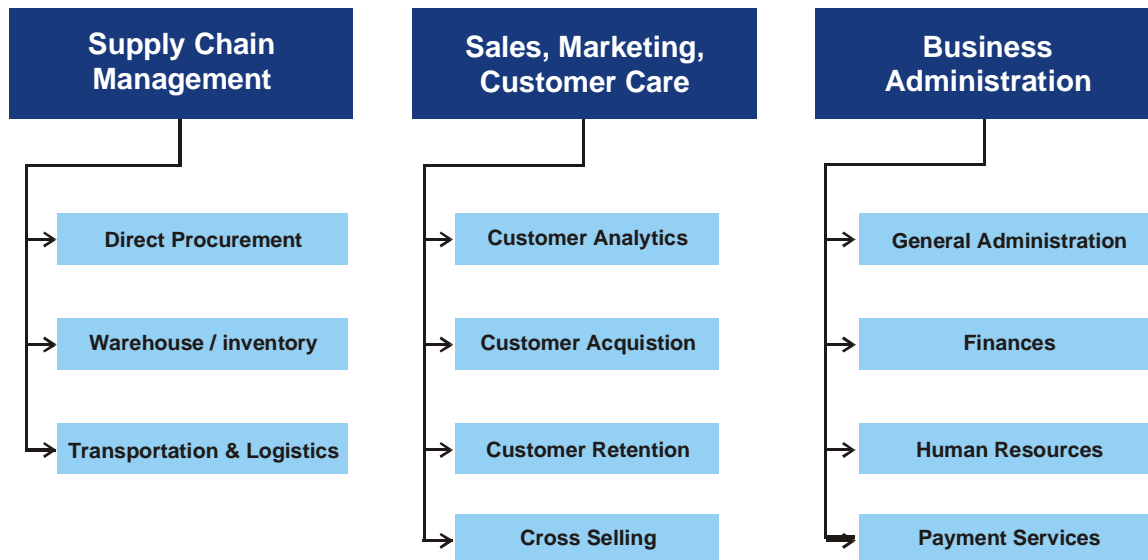 Supply Chain
Management
Direct Procurement
Warehouse / inventory
Transportation & Logistics
Sales, Marketing,
Customer Care
Customer Analytics
Customer Acquistion
Customer Retention
Cross Selling
Business
Administration
General Administration
Finances
Human Resources
Payment Services